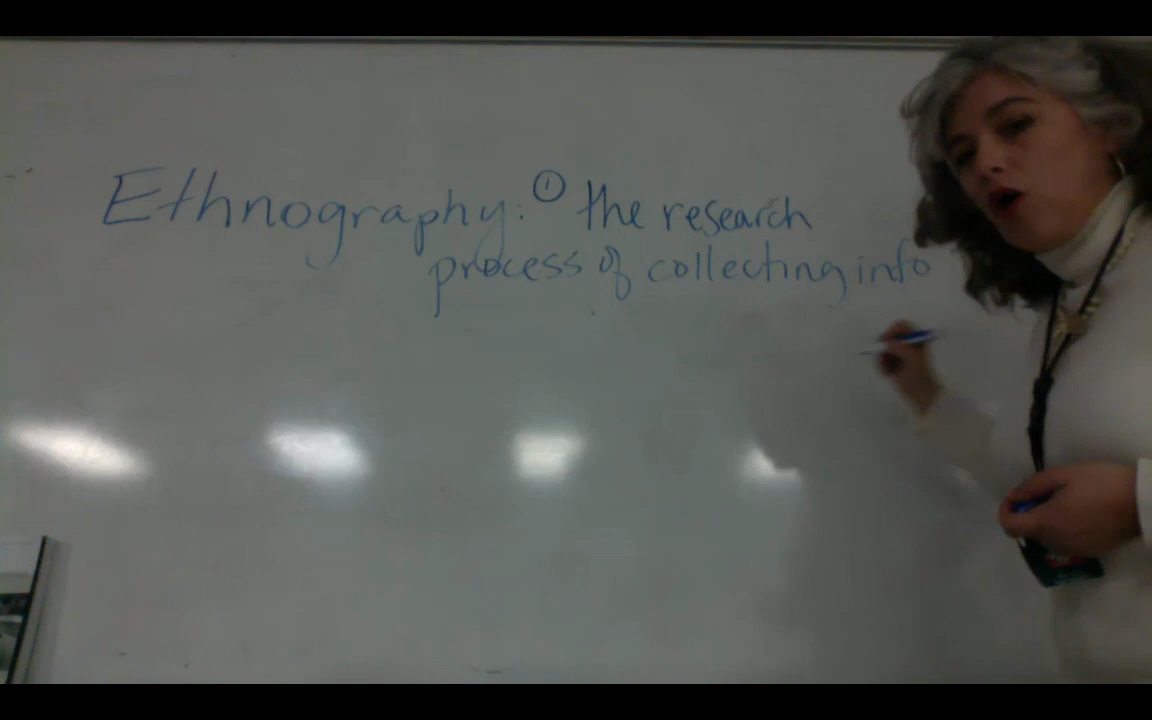 Ethnography: ① the research
process of collecting info